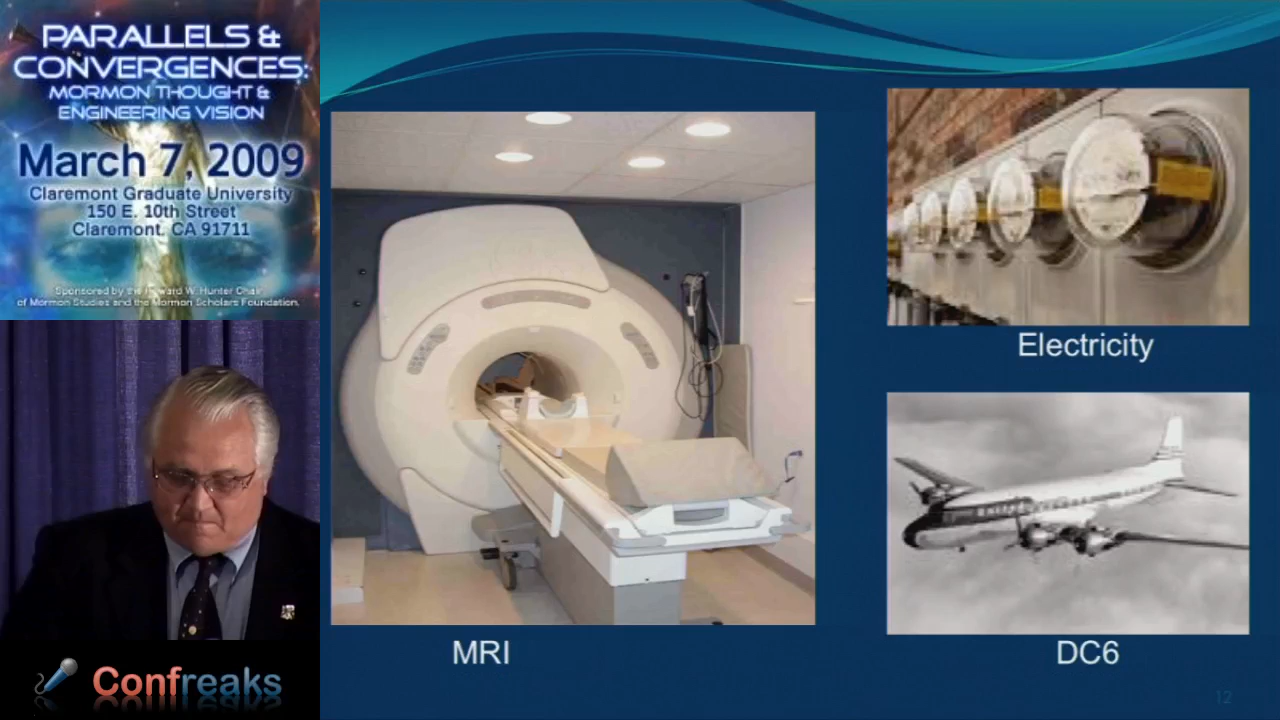 PARALLELS &
CONVERGENCES:
MORMON THOUGHT &
ENGINEERING VISION
March 7, 2009
Claremont Graduate University
150 E. 10th Street
Claremont, CA 91711
Sponsored by the Howard W. Hunter Chair
of Mormon Studies and the Mormon Scholars Foundation.
Confreaks
MRI
Electricity
DC6
12